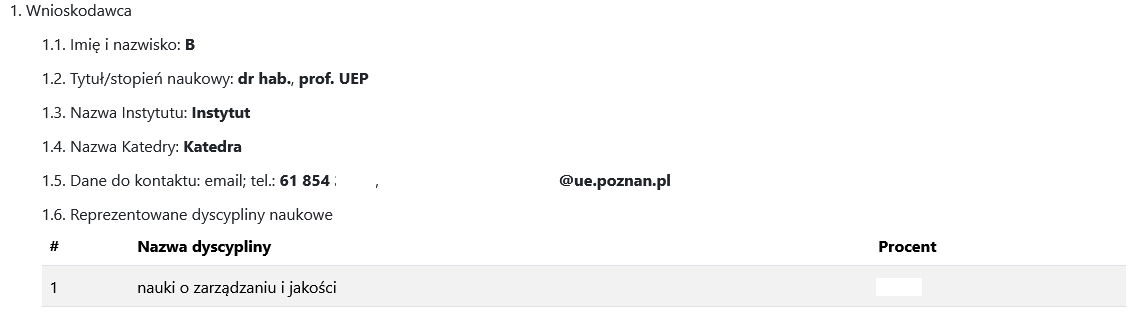 1. Wnioskodawca
1.1. Imię i nazwisko: B
1.2. Tytuł/stopień naukowy: dr hab., prof. UEP
1.3. Nazwa Instytutu: Instytut
1.4. Nazwa Katedry: Katedra
1.5. Dane do kontaktu: email; tel.: 61 854 , @ue.poznan.pl
1.6. Reprezentowane dyscypliny naukowe
# Nazwa dyscypliny Procent
1 nauki o zarządzaniu i jakości